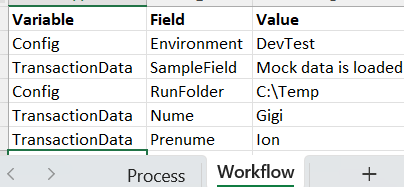 Variable Field Value
Config Environment DevTest
TransactionData SampleField Mock data is loaded
Config RunFolder C:\Temp
TransactionData Nume Gigi
TransactionData Prenume Ion
Process Workflow